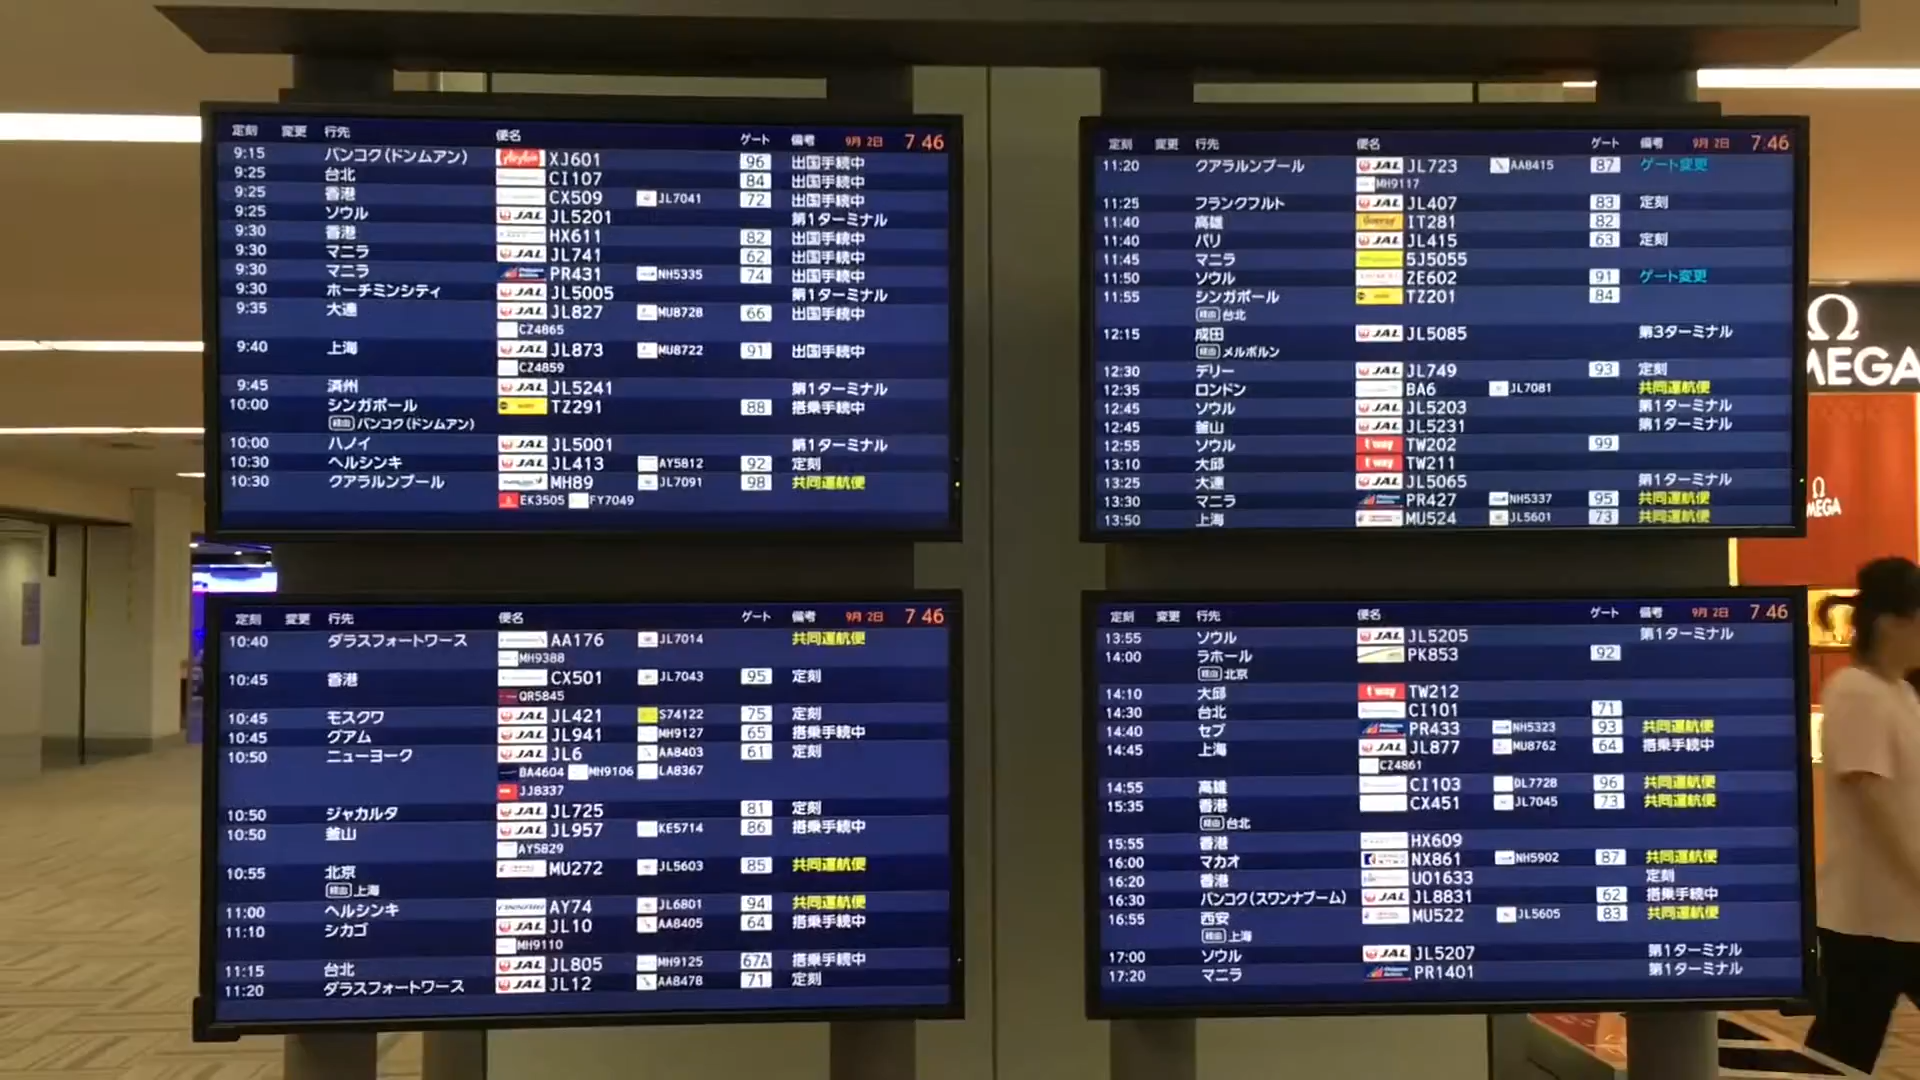 定刻 変更 行先 便名 ゲート 備考 9月 2日 7 46
9:15 バンコク(ドンムアン) XJ601 96 出国手続中
9:25 台北 CI107 84 出国手続中
9:25 香港 CX509 JL7041 72 出国手続中
9:25 ソウル JAL JL5201 第1ターミナル
9:30 香港 HX611 82 出国手続中
9:30 マニラ JAL JL741 62 出国手続中
9:30 マニラ PR431 NH5335 74 出国手続中
9:30 ホーチミンシティ JAL JL5005 第1ターミナル
9:35 大連 JAL JL827 MU8728 66 出国手続中
CZ4865
9:40 上海 JAL JL873 MU8722 91 出国手続中
CZ4859
9:45 済州 JAL JL5241 第1ターミナル
10:00 シンガポール TZ291 88 搭乗手続中
経由 バンコク(ドンムアン)
10:00 ハノイ JAL JL5001 第1ターミナル
10:30 ヘルシンキ JAL JL413 AY5812 92 定刻
10:30 クアラルンプール MH89 JL7091 98 共同運航便
EK3505 FY7049
定刻 変更 行先 便名 ゲート 備考 9月 2日 7 46
10:40 ダラスフォートワース AA176 JL7014 共同運航便
MH9388
10:45 香港 CX501 JL7043 95 定刻
QR5845
10:45 モスクワ JAL JL421 S74122 75 定刻
10:45 グアム JAL JL941 MH9127 65 搭乗手続中
10:50 ニューヨーク JAL JL6 AA8403 61 定刻
BA4604 MH9106 LA8367
JJ8337
10:50 ジャカルタ JAL JL725 81 定刻
10:50 釜山 JAL JL957 KE5714 86 搭乗手続中
AY5829
10:55 北京 MU272 JL5603 85 共同運航便
経由 上海
11:00 ヘルシンキ FINNAIR AY74 JL6801 94 共同運航便
11:10 シカゴ JAL JL10 AA8405 64 搭乗手続中
MH9110
11:15 台北 JAL JL805 MH9125 67A 搭乗手続中
11:20 ダラスフォートワース JAL JL12 AA8478 71 定刻
定刻 変更 行先 便名 ゲート 備考 9月 2日 7 46
11:20 クアラルンプール JAL JL723 AA8415 87 ゲート変更
MH9117
11:25 フランクフルト JAL JL407 83 定刻
11:40 高雄 IT281 82
11:40 パリ JAL JL415 63 定刻
11:45 マニラ 5J5055
11:50 ソウル ZE602 91 ゲート変更
11:55 シンガポール TZ201 84
経由 台北
12:15 成田 JAL JL5085 第3ターミナル
経由 メルボルン
12:30 デリー JAL JL749 93 定刻
12:35 ロンドン BA6 JL7081 共同運航便
12:45 ソウル JAL JL5203 第1ターミナル
12:45 釜山 JAL JL5231 第1ターミナル
12:55 ソウル t'way TW202 99
13:10 大邱 t'way TW211
13:25 大連 JAL JL5065 第1ターミナル
13:30 マニラ PR427 NH5337 95 共同運航便
13:50 上海 MU524 JL5601 73 共同運航便
定刻 変更 行先 便名 ゲート 備考 9月 2日 7 46
13:55 ソウル JAL JL5205 第1ターミナル
14:00 ラホール PK853 92
経由 北京
14:10 大邱 t'way TW212
14:30 台北 CI101 71
14:40 セブ PR433 NH5323 93 共同運航便
14:45 上海 JAL JL877 MU8762 64 搭乗手続中
CZ4861
14:55 高雄 CI103 DL7728 96 共同運航便
15:35 香港 CX451 JL7045 73 共同運航便
経由 台北
15:55 香港 HX609
16:00 マカオ NX861 NH5902 87 共同運航便
16:20 香港 UO1633 定刻
16:30 バンコク(スワンナプーム) JAL JL8831 62 搭乗手続中
16:55 西安 MU522 JL5605 83 共同運航便
経由 上海
17:00 ソウル JAL JL5207 第1ターミナル
17:20 マニラ PR1401 第1ターミナル
Ω
MEGA
Ω
MEGA